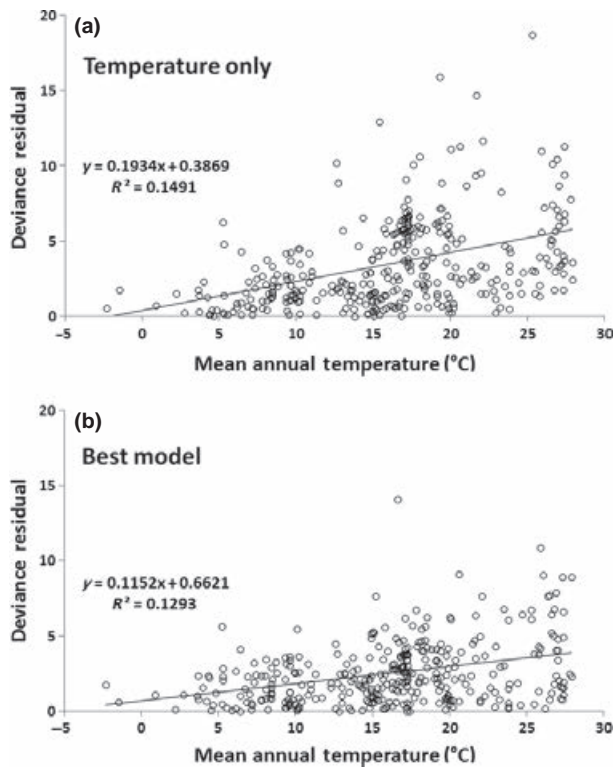 (a)
Temperature only
y = 0.1934x + 0.3869
R² = 0.1491
Deviance residual
20
15
10
5
0
–5 0 5 10 15 20 25 30
Mean annual temperature (°C)
(b)
Best model
y = 0.1152x + 0.6621
R² = 0.1293
Deviance residual
20
15
10
5
0
–5 0 5 10 15 20 25 30
Mean annual temperature (°C)